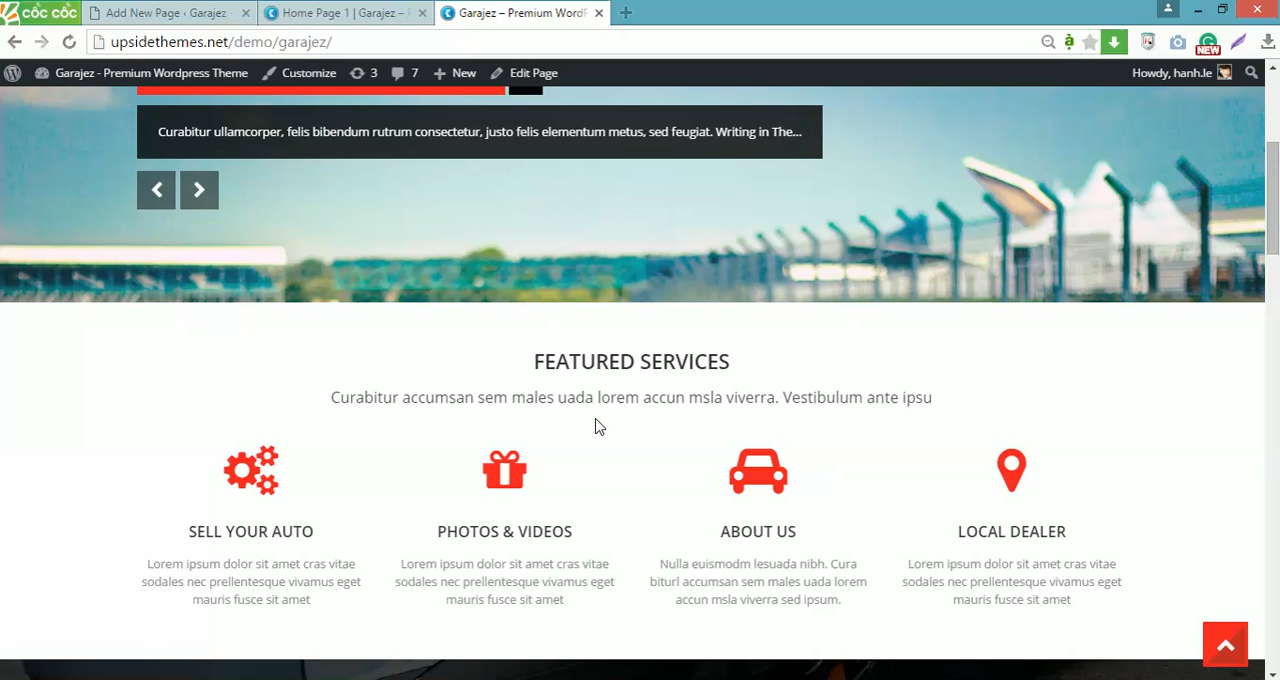 CỐC CỐC
Add New Page ‹ Garajez -
Home Page 1 | Garajez –
Garajez – Premium WordP
upsidethemes.net/demo/garajez/
NEW
Garajez - Premium Wordpress Theme
Customize
3
7
New
Edit Page
Howdy, hanh.le
Curabitur ullamcorper, felis bibendum rutrum consectetur, justo felis elementum metus, sed feugiat. Writing in The...
FEATURED SERVICES
Curabitur accumsan sem males uada lorem accun msla viverra. Vestibulum ante ipsu
SELL YOUR AUTO
Lorem ipsum dolor sit amet cras vitae
sodales nec prellentesque vivamus eget
mauris fusce sit amet
PHOTOS & VIDEOS
Lorem ipsum dolor sit amet cras vitae
sodales nec prellentesque vivamus eget
mauris fusce sit amet
ABOUT US
Nulla euismodm lesuada nibh. Cura
biturl accumsan sem males uada lorem
accun msla viverra sed ipsum.
LOCAL DEALER
Lorem ipsum dolor sit amet cras vitae
sodales nec prellentesque vivamus eget
mauris fusce sit amet